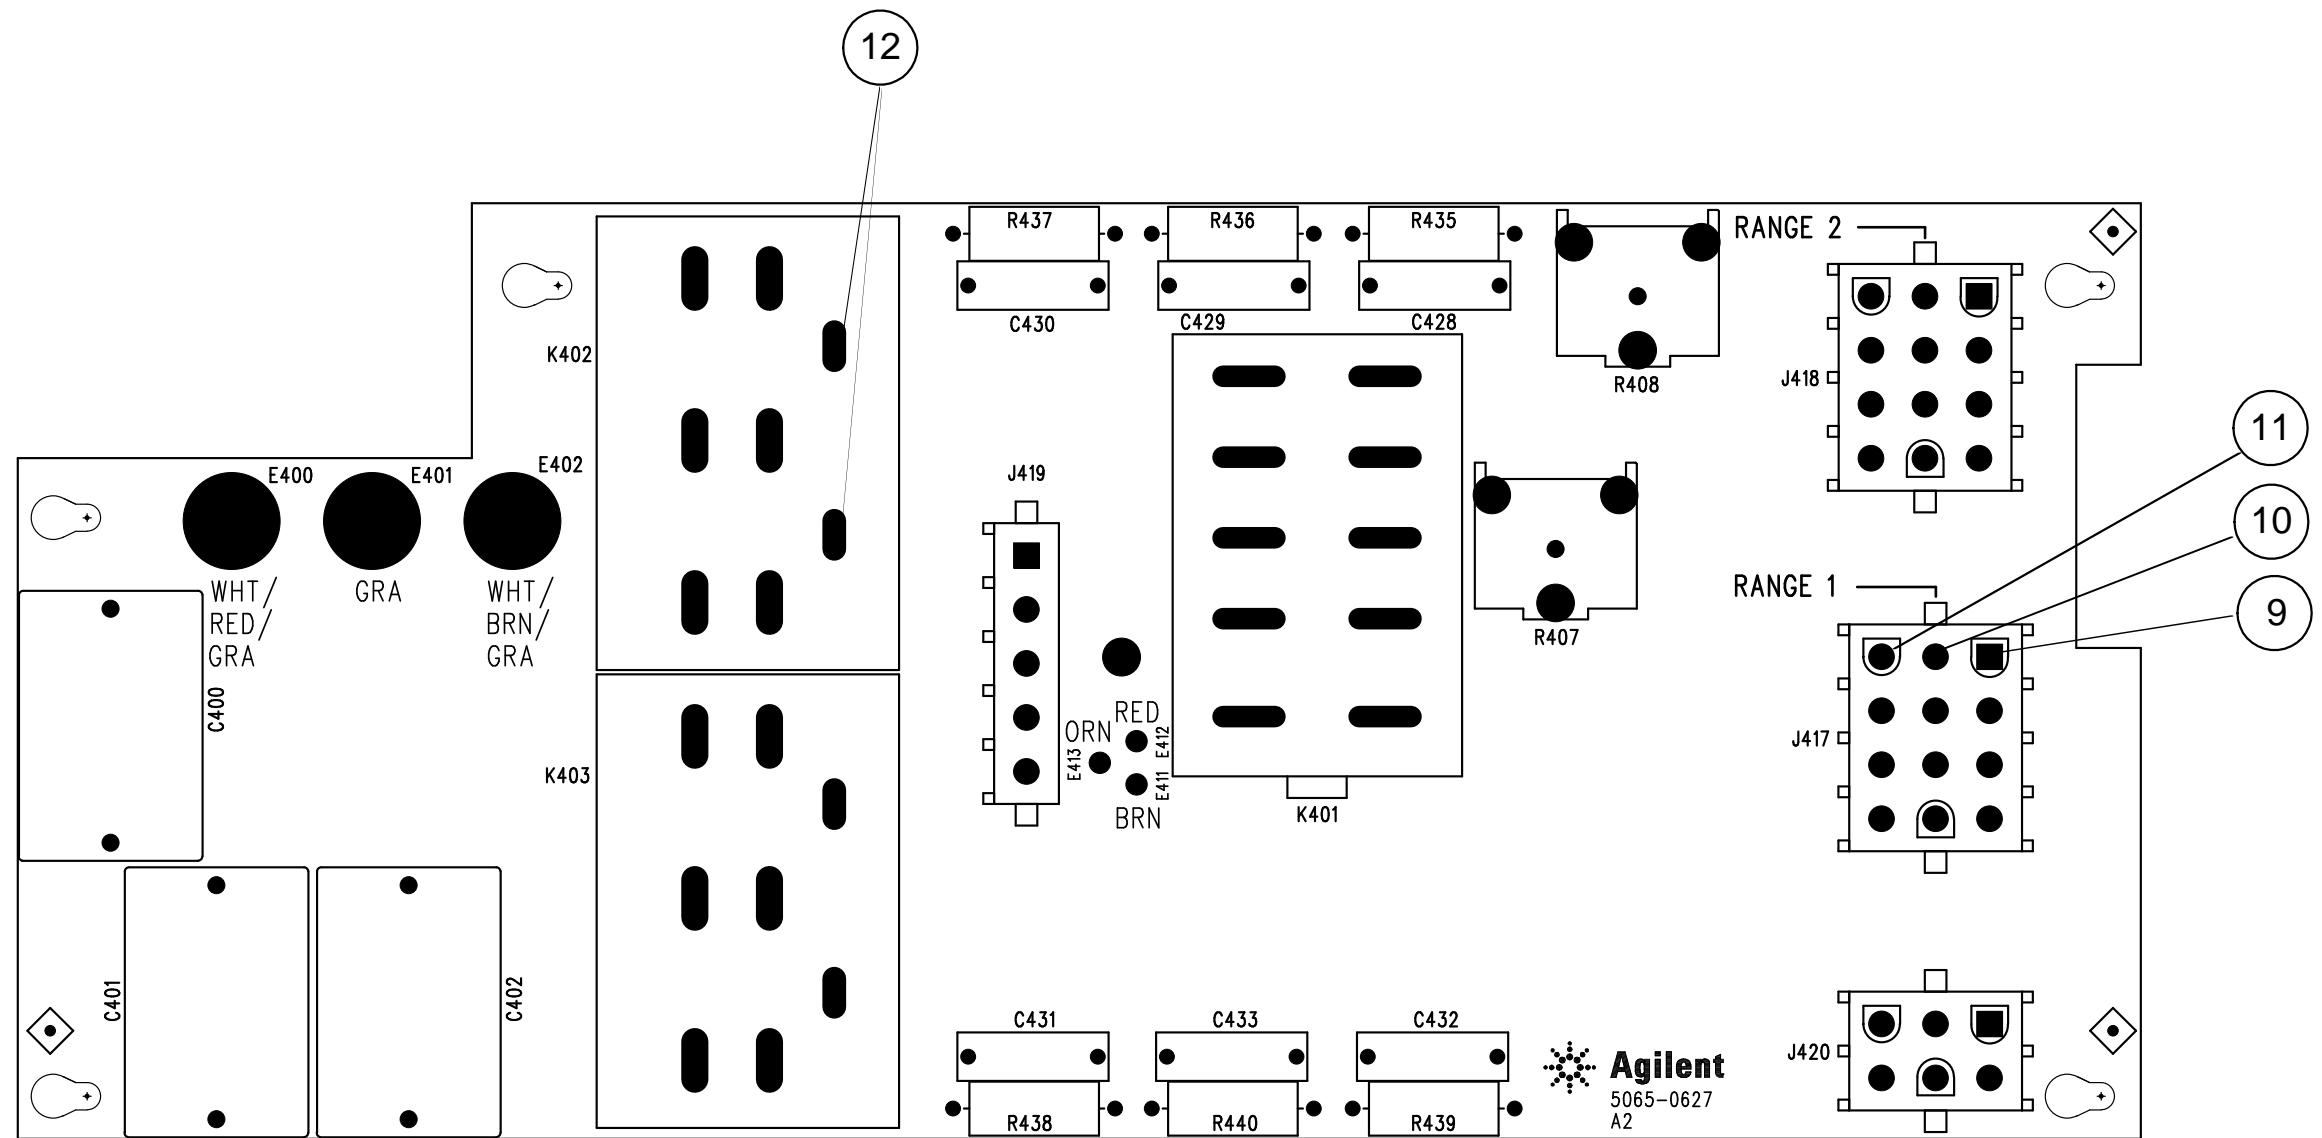 12
R437
R436
R435
RANGE 2
C430
C429
C428
K402
J418
R408
11
E400
E401
E402
J419
10
WHT/
RED/
GRA
GRA
WHT/
BRN/
GRA
RANGE 1
9
R407
C400
ORN
RED
E413
E412
E411
BRN
J417
K403
K401
C401
C402
C431
C433
C432
J420
Agilent
5065-0627
A2
R438
R440
R439